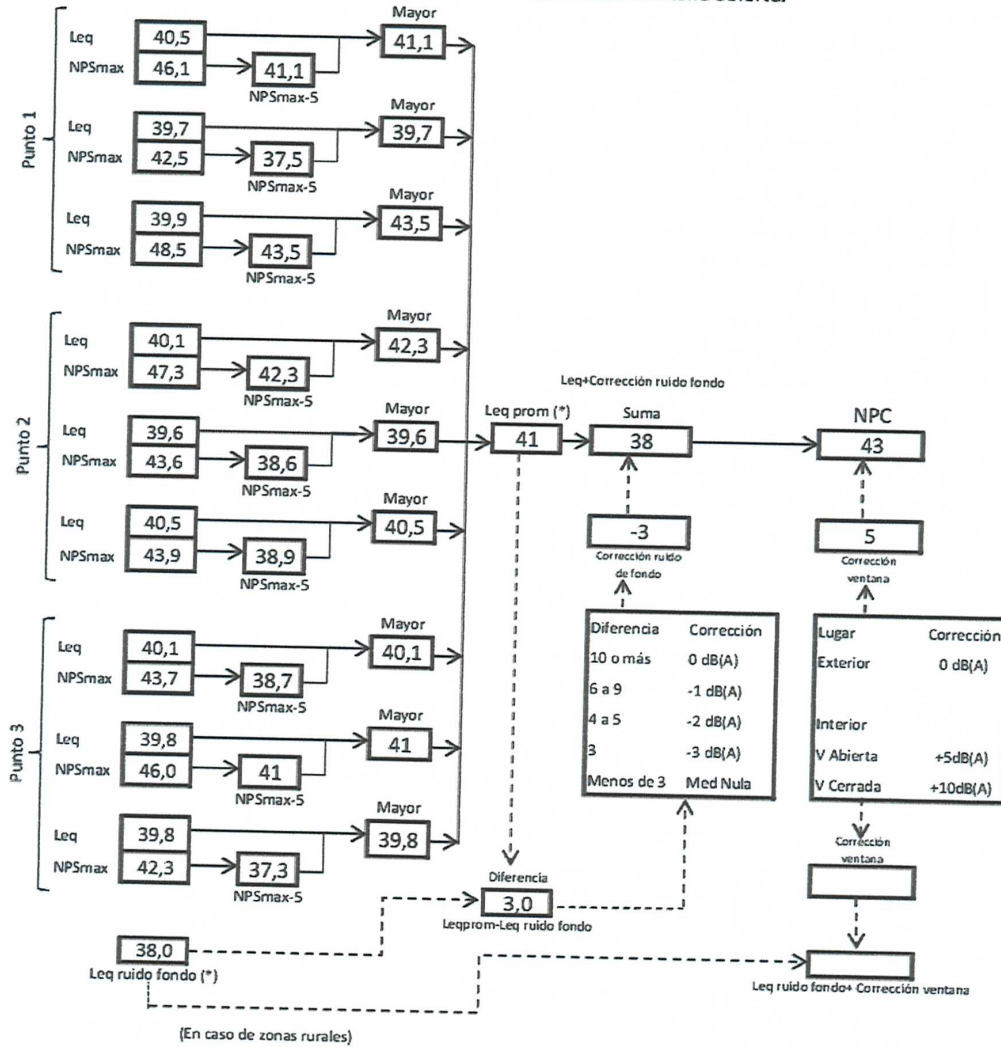 abierta.
Punto 1
Leq 40,5
NPSmax 46,1
41,1
NPSmax-5
Mayor
41,1
Leq 39,7
NPSmax 42,5
37,5
NPSmax-5
Mayor
39,7
Leq 39,9
NPSmax 48,5
43,5
NPSmax-5
Mayor
43,5
Punto 2
Leq 40,1
NPSmax 47,3
42,3
NPSmax-5
Mayor
42,3
Leq 39,6
NPSmax 43,6
38,6
NPSmax-5
Mayor
39,6
Leq 40,5
NPSmax 43,9
38,9
NPSmax-5
Mayor
40,5
Punto 3
Leq 40,1
NPSmax 43,7
38,7
NPSmax-5
Mayor
40,1
Leq 39,8
NPSmax 46,0
41
NPSmax-5
Mayor
41
Leq 39,8
NPSmax 42,3
37,3
NPSmax-5
Mayor
39,8
Leq prom (*)
41
Leq+Corrección ruido fondo
Suma
38
NPC
43
-3
Corrección ruido
de fondo
5
Corrección
ventana
Diferencia Corrección
10 o más 0 dB(A)
6 a 9 -1 dB(A)
4 a 5 -2 dB(A)
3 -3 dB(A)
Menos de 3 Med Nula
Lugar Corrección
Exterior 0 dB(A)
Interior
V Abierta +5dB(A)
V Cerrada +10dB(A)
Corrección
ventana
Diferencia
3,0
Leqprom-Leq ruido fondo
38,0
Leq ruido fondo (*)
Leq ruido fondo+ Corrección ventana
(En caso de zonas rurales)